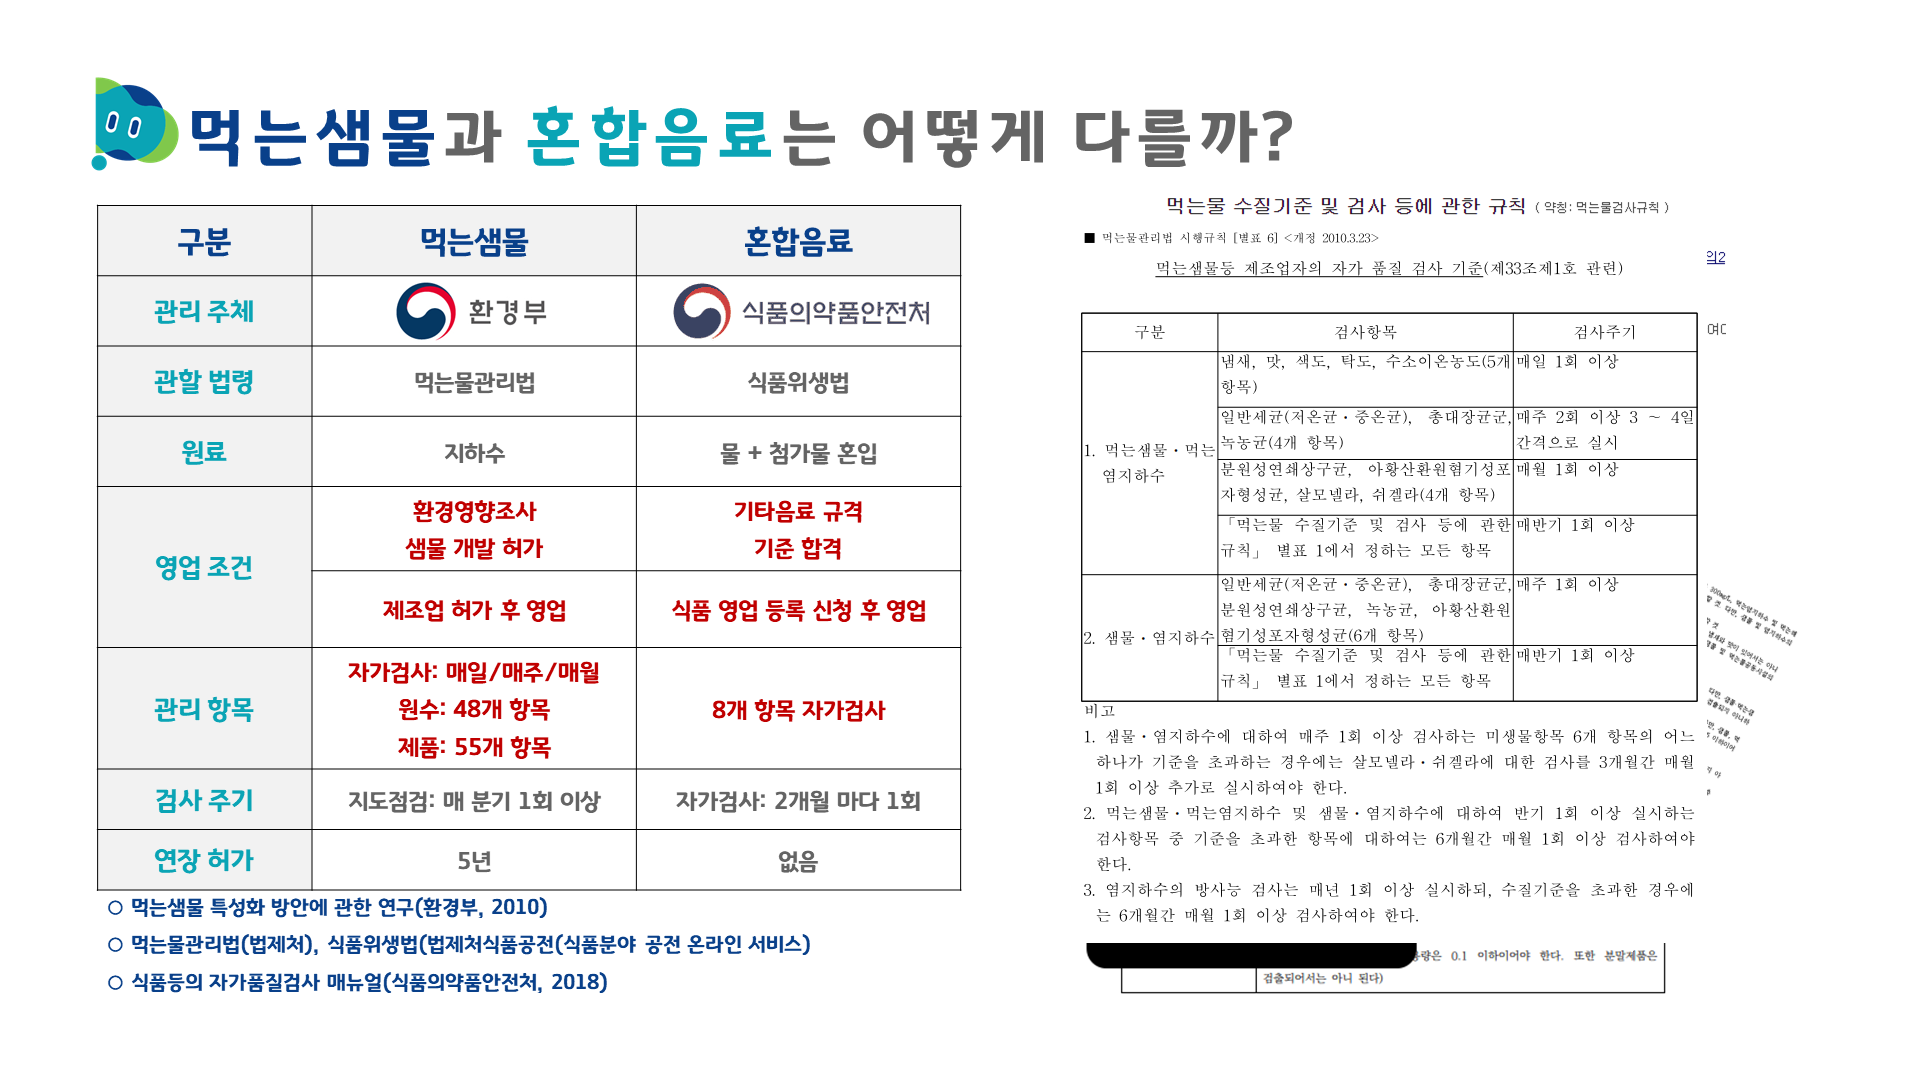 먹는샘물과 혼합음료는 어떻게 다를까?
구분 먹는샘물 혼합음료
관리 주체 환경부 식품의약품안전처
관할 법령 먹는물관리법 식품위생법
원료 지하수 물 + 첨가물 혼입
영업 조건
환경영향조사
샘물 개발 허가
기타음료 규격
기준 합격
제조업 허가 후 영업 식품 영업 등록 신청 후 영업
관리 항목
자가검사: 매일/매주/매월
원수: 48개 항목
제품: 55개 항목
8개 항목 자가검사
검사 주기 지도점검: 매 분기 1회 이상 자가검사: 2개월 마다 1회
연장 허가 5년 없음
○ 먹는샘물 특성화 방안에 관한 연구(환경부, 2010)
○ 먹는물관리법(법제처), 식품위생법(법제처식품공전(식품분야 공전 온라인 서비스)
○ 식품등의 자가품질검사 매뉴얼(식품의약품안전처, 2018)
먹는물 수질기준 및 검사 등에 관한 규칙 ( 약칭: 먹는물검사규칙 )
■ 먹는물관리법 시행규칙 [별표 6] <개정 2010.3.23>
의2
먹는샘물등 제조업자의 자가 품질 검사 기준(제33조제1호 관련)
구분 검사항목 검사주기
1. 먹는샘물·먹는
염지하수
냄새, 맛, 색도, 탁도, 수소이온농도(5개
항목)
매일 1회 이상
일반세균(저온균·중온균), 총대장균군,
녹농균(4개 항목)
매주 2회 이상 3 ~ 4일
간격으로 실시
분원성연쇄상구균, 아황산환원혐기성포
자형성균, 살모넬라, 쉬겔라(4개 항목)
매월 1회 이상
「먹는물 수질기준 및 검사 등에 관한
규칙」 별표 1에서 정하는 모든 항목
매반기 1회 이상
2. 샘물·염지하수
일반세균(저온균·중온균), 총대장균군,
분원성연쇄상구균, 녹농균, 아황산환원
혐기성포자형성균(6개 항목)
매주 1회 이상
「먹는물 수질기준 및 검사 등에 관한
규칙」 별표 1에서 정하는 모든 항목
매반기 1회 이상
비고
1. 샘물·염지하수에 대하여 매주 1회 이상 검사하는 미생물항목 6개 항목의 어느
하나가 기준을 초과하는 경우에는 살모넬라·쉬겔라에 대한 검사를 3개월간 매월
1회 이상 추가로 실시하여야 한다.
2. 먹는샘물·먹는염지하수 및 샘물·염지하수에 대하여 반기 1회 이상 실시하는
검사항목 중 기준을 초과한 항목에 대하여는 6개월간 매월 1회 이상 검사하여야
한다.
3. 염지하수의 방사능 검사는 매년 1회 이상 실시하되, 수질기준을 초과한 경우에
는 6개월간 매월 1회 이상 검사하여야 한다.
0.1 이하이어야 한다. 또한 분말제품은
검출되어서는 아니 된다)